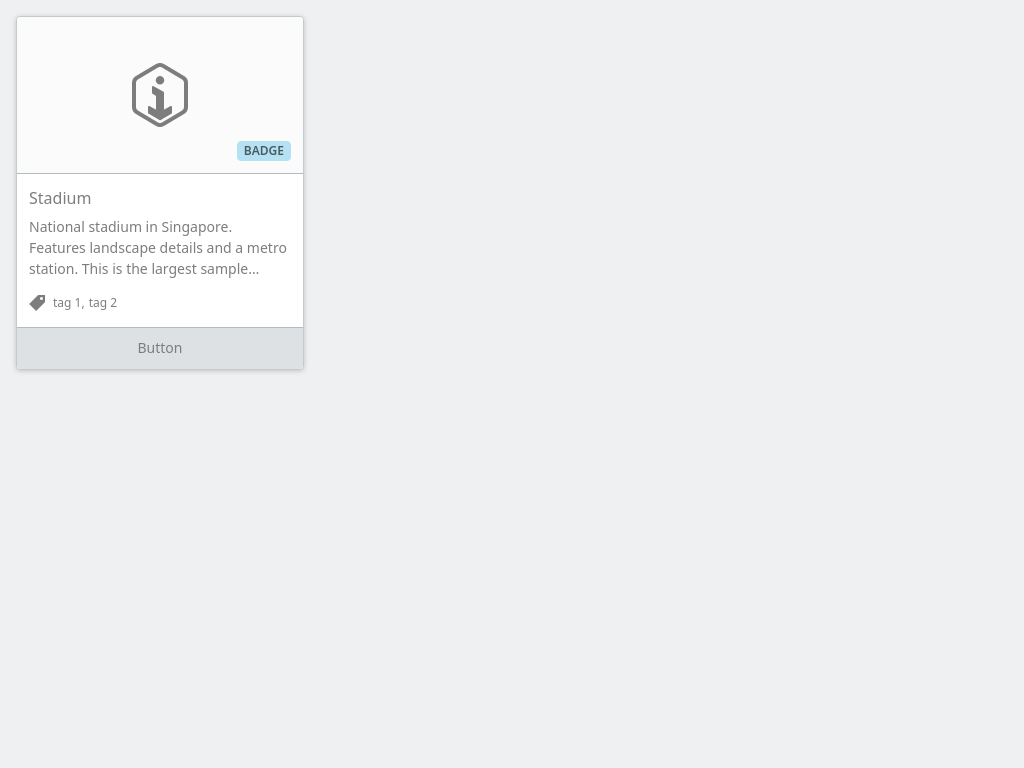 BADGE
Stadium
National stadium in Singapore.
Features landscape details and a metro
station. This is the largest sample...
tag 1, tag 2
Button